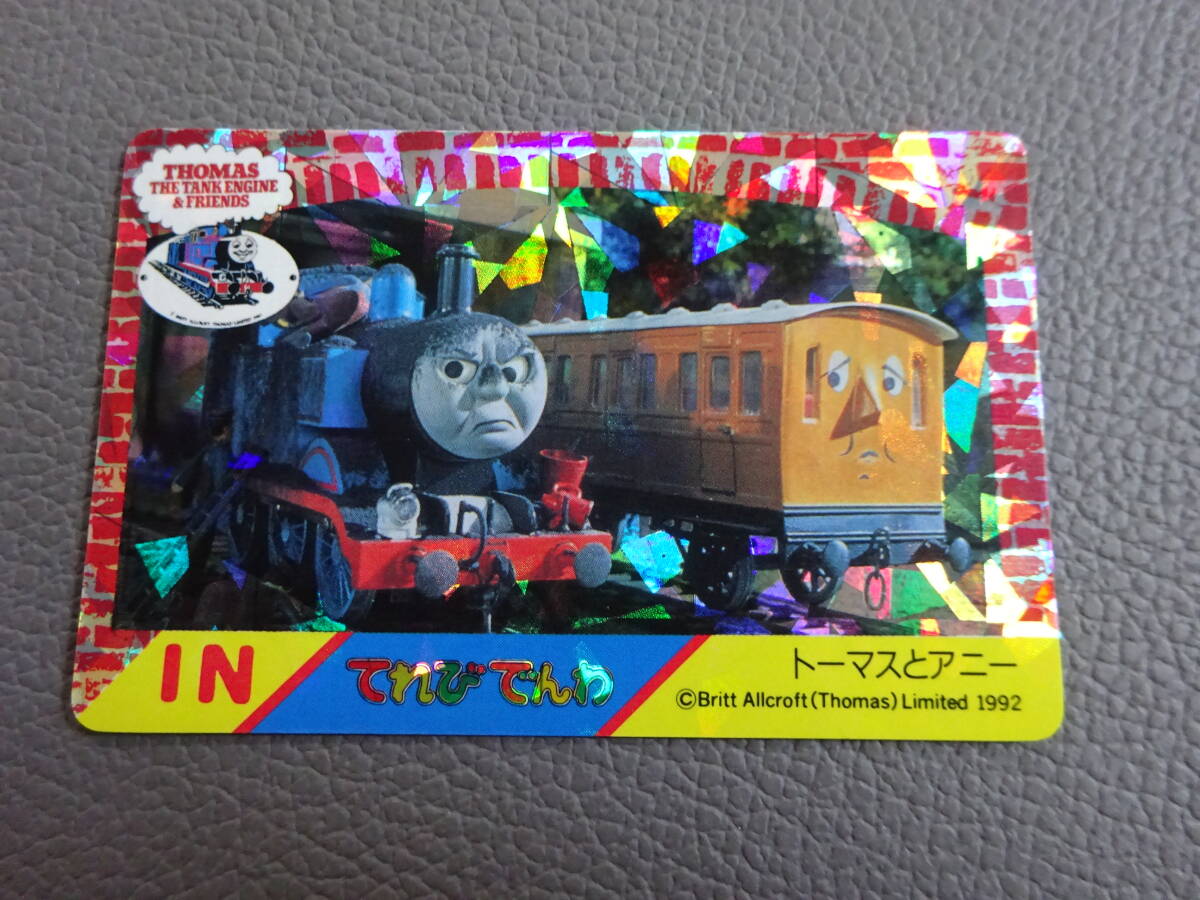 THOMAS
THE TANK ENGINE
& FRIENDS
IN
てれび でんわ
トーマスとアニー
©Britt Allcroft (Thomas) Limited 1992